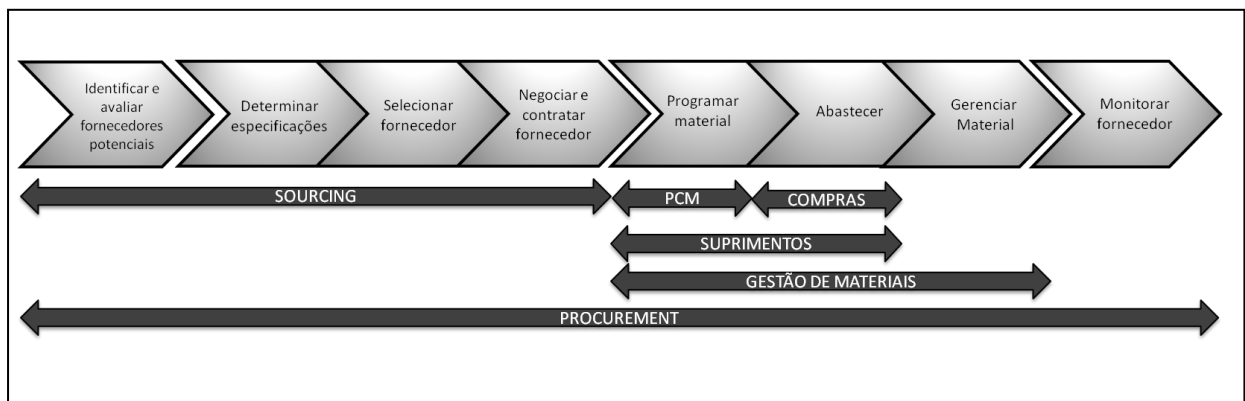 Identificar e
avaliar
fornecedores
potenciais
Determinar
especificações
Selecionar
fornecedor
Negociar e
contratar
fornecedor
Programar
material
Abastecer
Gerenciar
Material
Monitorar
fornecedor
SOURCING
PCM
COMPRAS
SUPRIMENTOS
GESTÃO DE MATERIAIS
PROCUREMENT